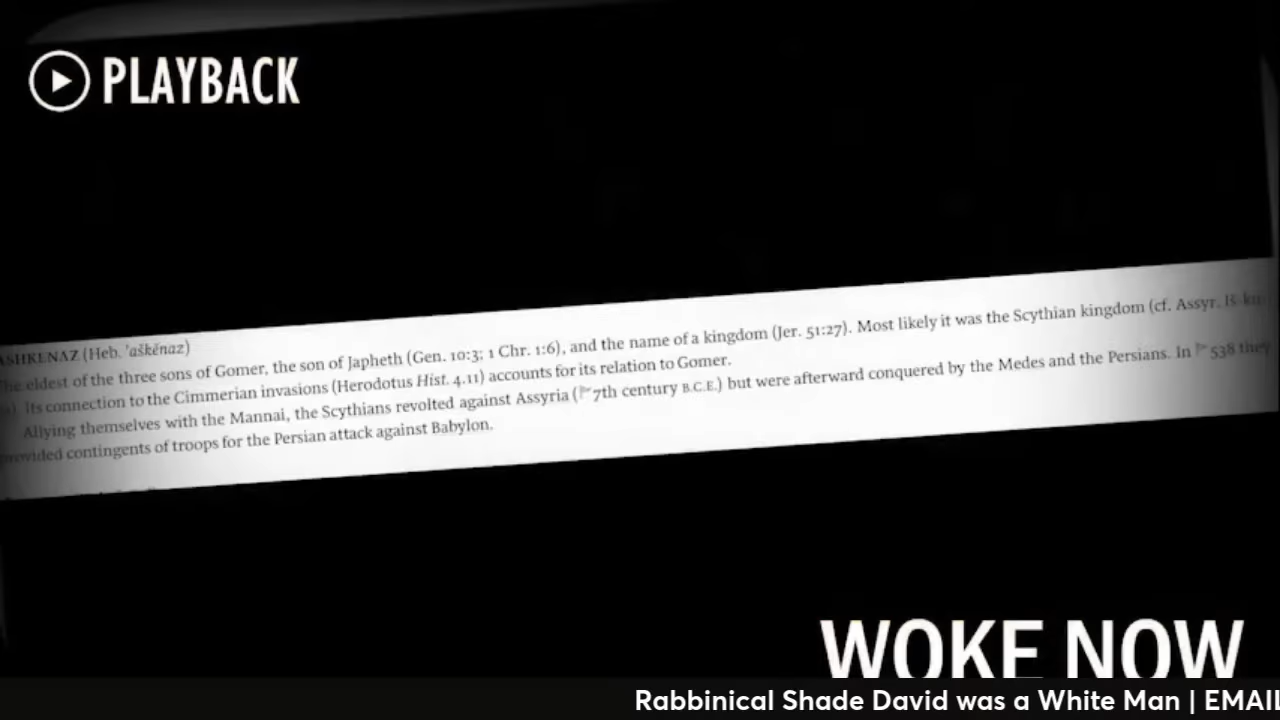 PLAYBACK
ASHKENAZ (Heb. 'aškĕnaz)
The eldest of the three sons of Gomer, the son of Japheth (Gen. 10:3; 1 Chr. 1:6), and the name of a kingdom (Jer. 51:27). Most likely it was the Scythian kingdom (cf. Assyr.
Its connection to the Cimmerian invasions (Herodotus Hist. 4.11) accounts for its relation to Gomer.
Allying themselves with the Mannai, the Scythians revolted against Assyria (7th century B.C.E.) but were afterward conquered by the Medes and the Persians. In 538 they
provided contingents of troops for the Persian attack against Babylon.
WOKE NOW
Rabbinical Shade David was a White Man | EMAIL